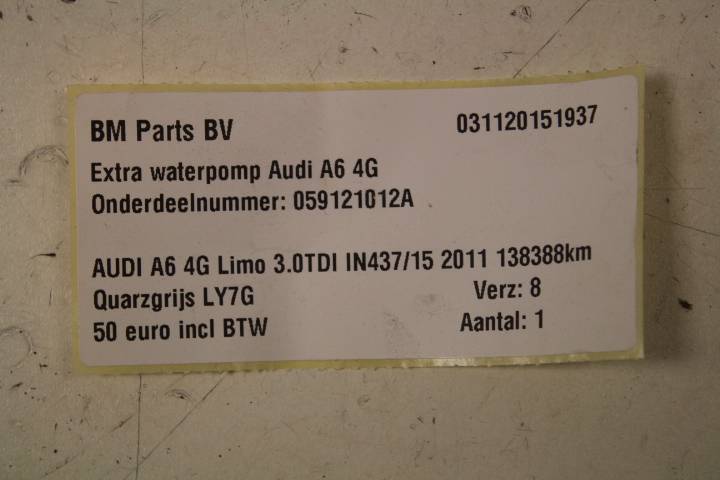 BM Parts BV 031120151937
Extra waterpomp Audi A6 4G
Onderdeelnummer: 059121012A
AUDI A6 4G Limo 3.0TDI IN437/15 2011 138388km
Quarzgrijs LY7G Verz: 8
50 euro incl BTW Aantal: 1